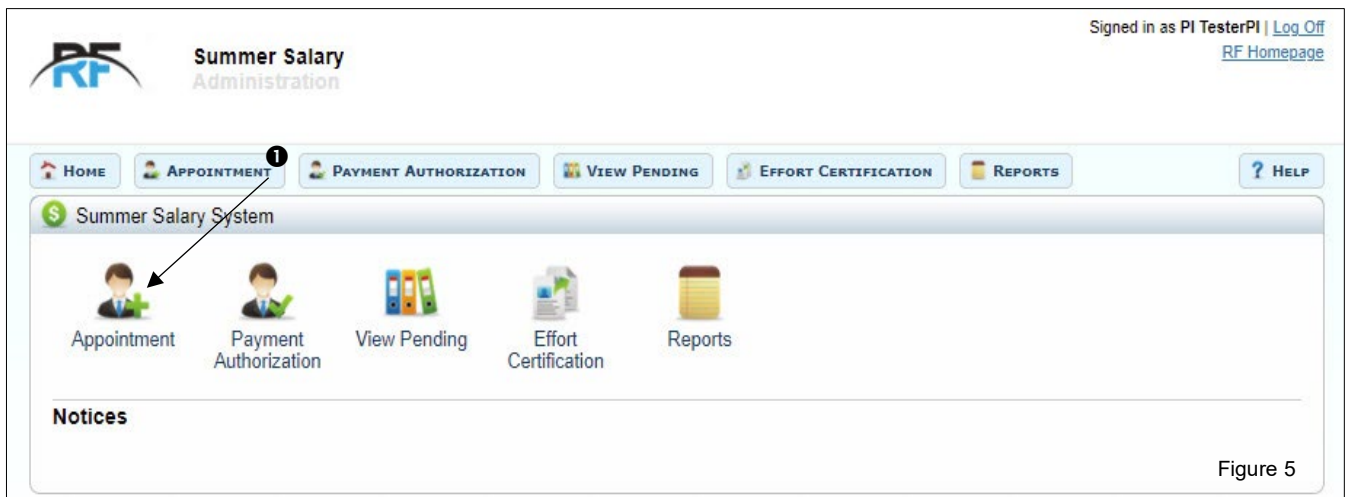 Signed in as PI TesterPI | Log Off
RF Homepage
RF
Summer Salary
Administration
❶
HOME APPOINTMENT PAYMENT AUTHORIZATION VIEW PENDING EFFORT CERTIFICATION REPORTS ? HELP
$ Summer Salary System
Appointment Payment View Pending Effort Reports
Authorization Certification
Notices
Figure 5